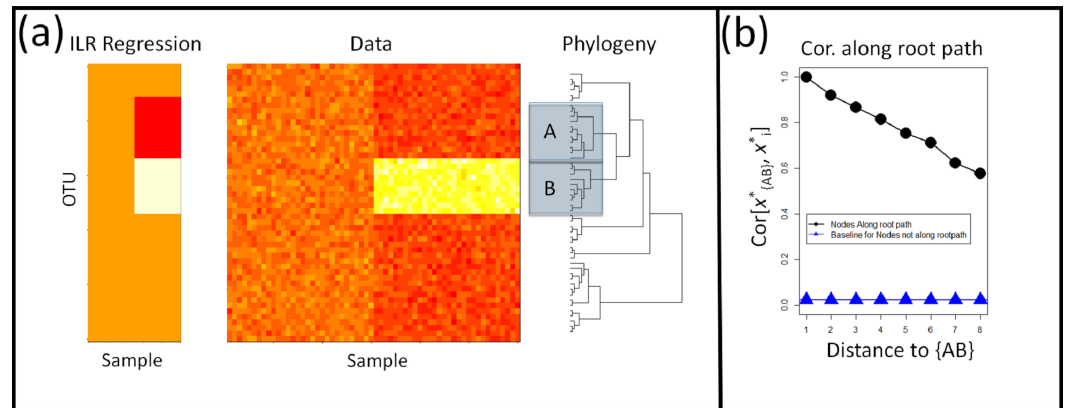 (a)
ILR Regression
Data
Phylogeny
OTU
A
B
Sample
Sample
(b)
Cor. along root path
Cor[x*{AB}, x*i]
1.0
0.8
0.6
0.4
0.2
0.0
Nodes Along root path
Baseline for Nodes not along rootpath
1 2 3 4 5 6 7 8
Distance to {AB}